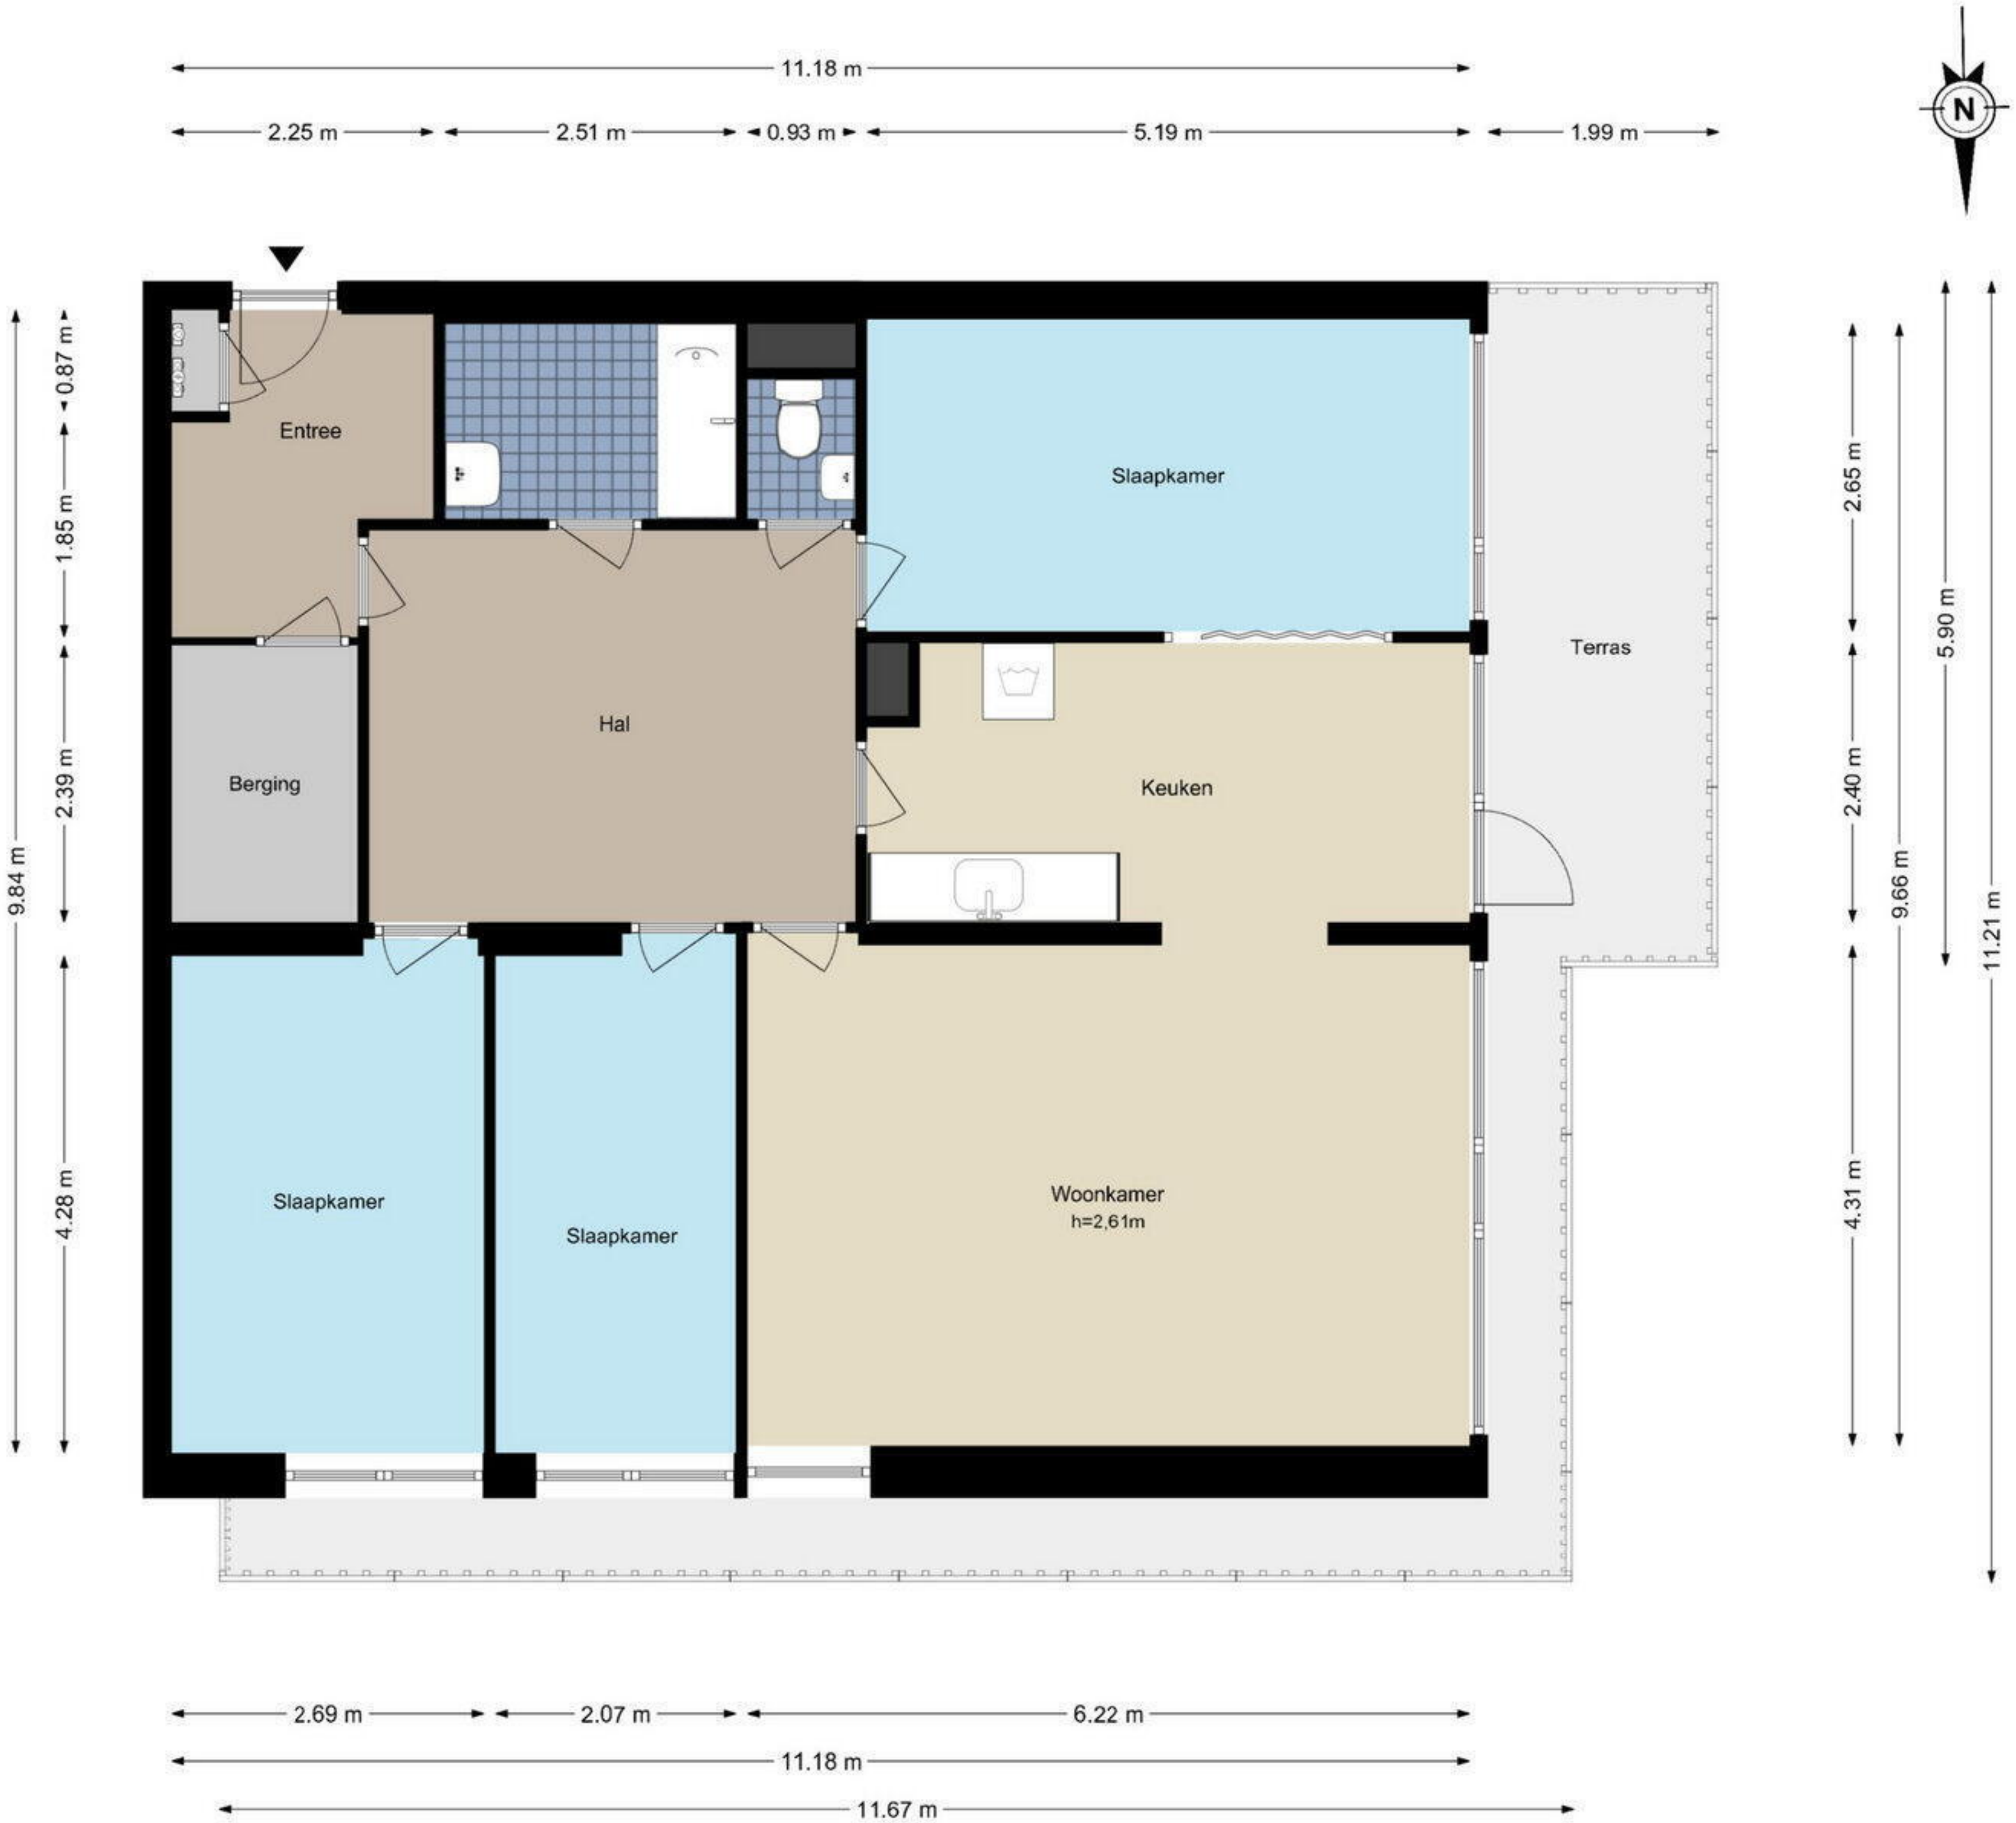 11.18 m
2.25 m
2.51 m
0.93 m
5.19 m
1.99 m
N
0.87 m
Entree
1.85 m
Slaapkamer
2.65 m
Terras
5.90 m
Hal
Berging
2.39 m
Keuken
2.40 m
9.84 m
9.66 m
11.21 m
4.28 m
Slaapkamer
Slaapkamer
Woonkamer
h=2,61m
4.31 m
2.69 m
2.07 m
6.22 m
11.18 m
11.67 m